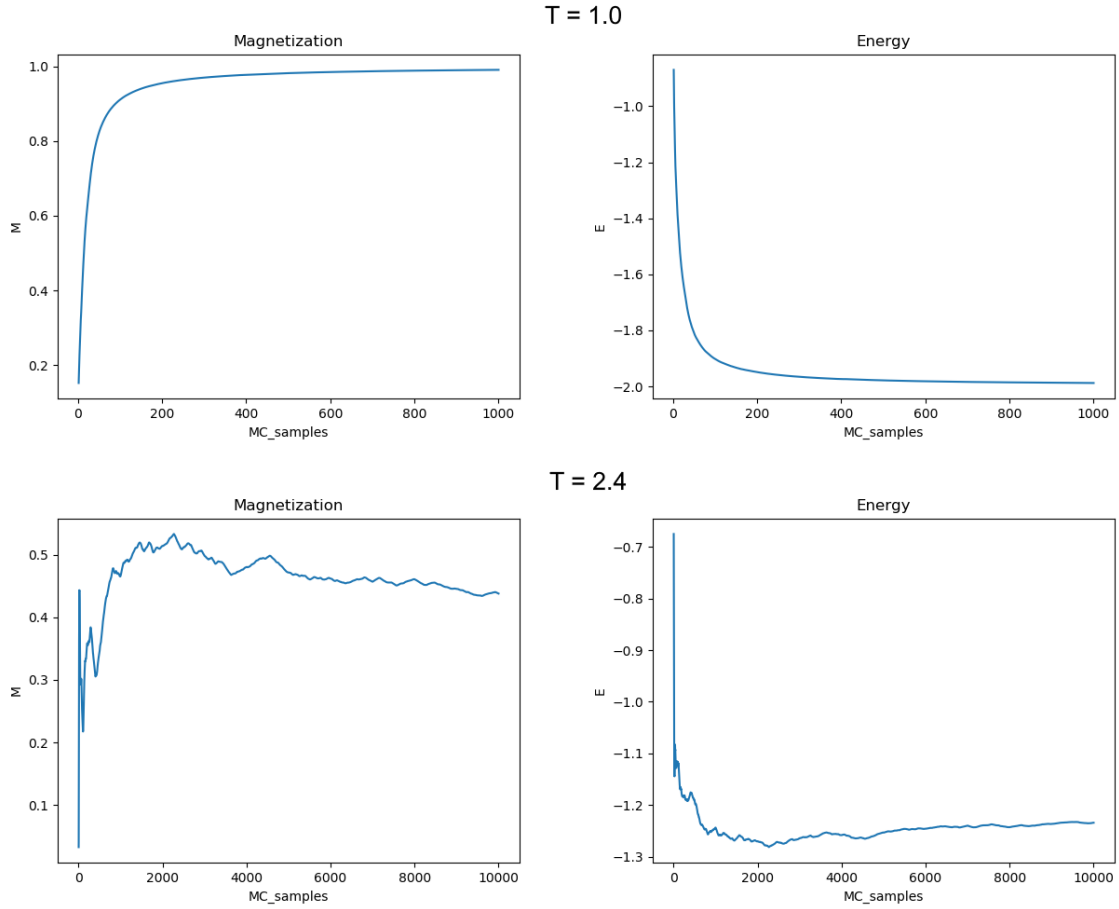 T = 1.0
Magnetization
Energy
M
1.0
0.8
0.6
0.4
0.2
0 200 400 600 800 1000
MC_samples
E
−1.0
−1.2
−1.4
−1.6
−1.8
−2.0
0 200 400 600 800 1000
MC_samples
T = 2.4
Magnetization
Energy
M
0.5
0.4
0.3
0.2
0.1
0 2000 4000 6000 8000 10000
MC_samples
E
−0.7
−0.8
−0.9
−1.0
−1.1
−1.2
−1.3
0 2000 4000 6000 8000 10000
MC_samples